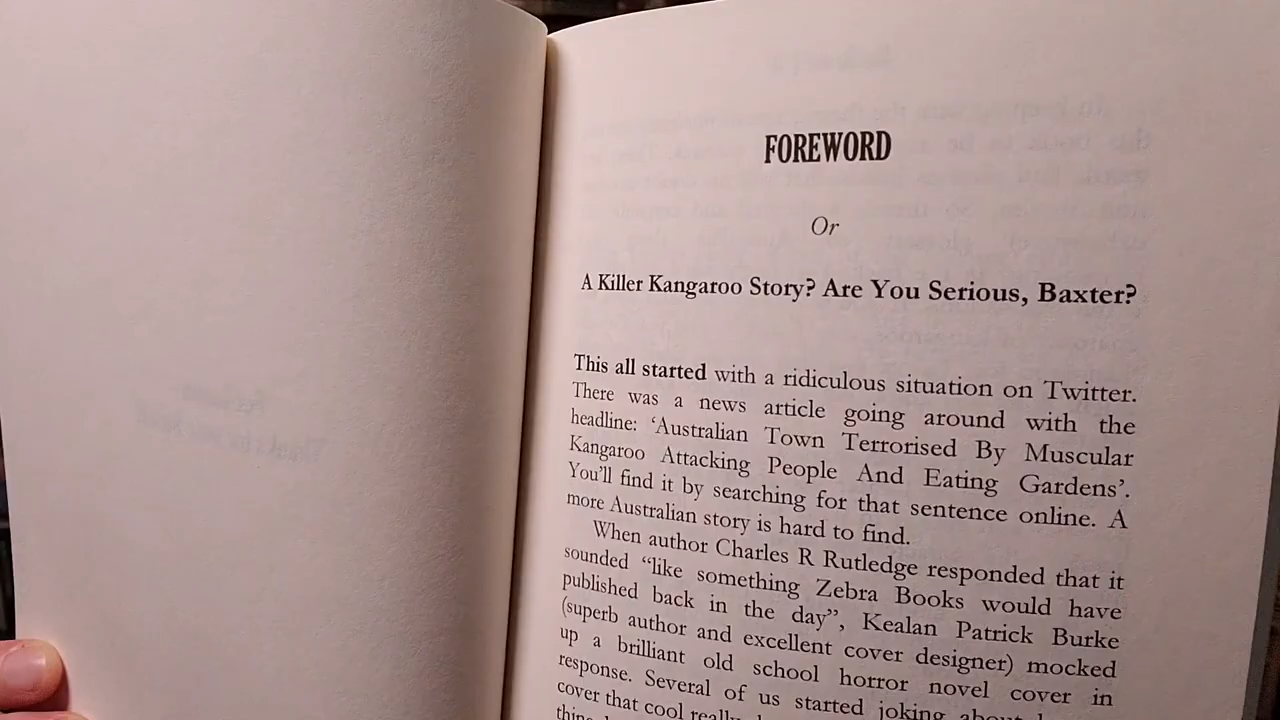 FOREWORD
Or
A Killer Kangaroo Story? Are You Serious, Baxter?
This all started with a ridiculous situation on Twitter.
There was a news article going around with the
headline: ‘Australian Town Terrorised By Muscular
Kangaroo Attacking People And Eating Gardens’.
You’ll find it by searching for that sentence online. A
more Australian story is hard to find.
When author Charles R Rutledge responded that it
sounded “like something Zebra Books would have
published back in the day”, Kealan Patrick Burke
(superb author and excellent cover designer) mocked
up a brilliant old school horror novel cover in
response. Several of us started joking about
cover that cool really